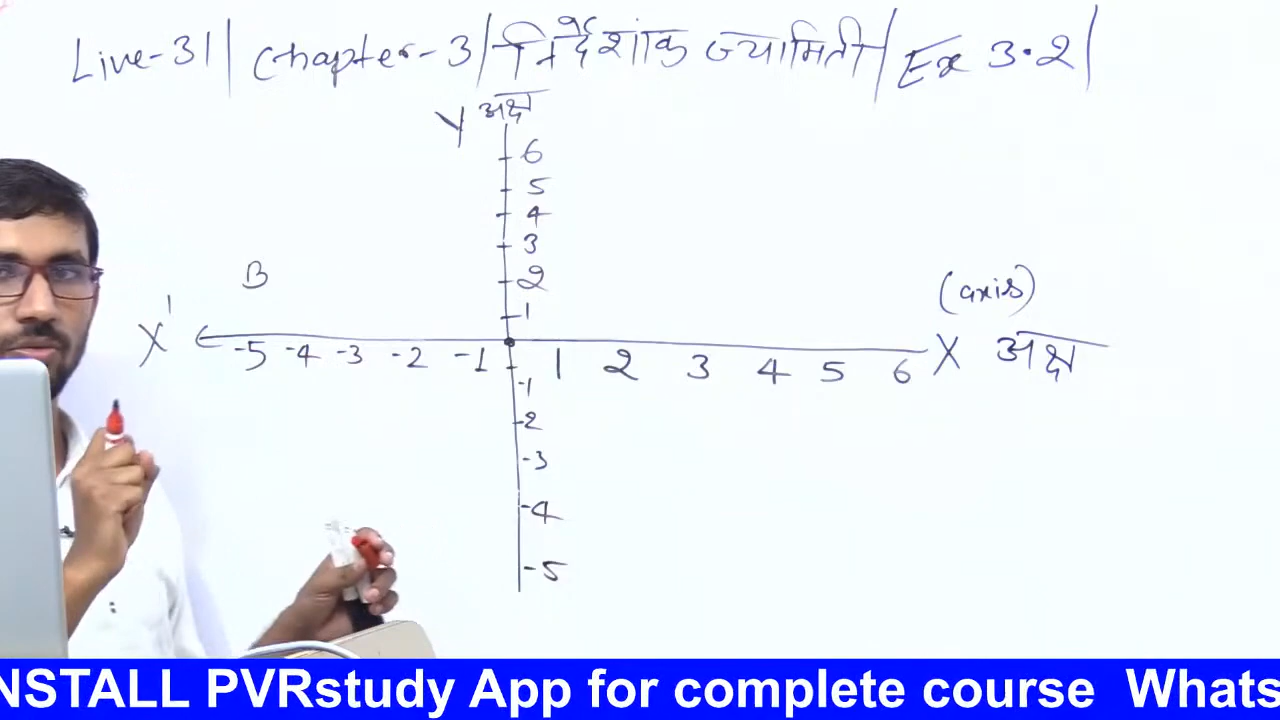 Live-31 | Chapter-3 | निर्देशांक ज्यामिती | Ex 3.2 |
Y अक्ष
6
5
4
3
2
1
B
(axis)
X' -5 -4 -3 -2 -1 1 2 3 4 5 6 X अक्ष
-1
-2
-3
-4
-5
NSTALL PVRstudy App for complete course Whats